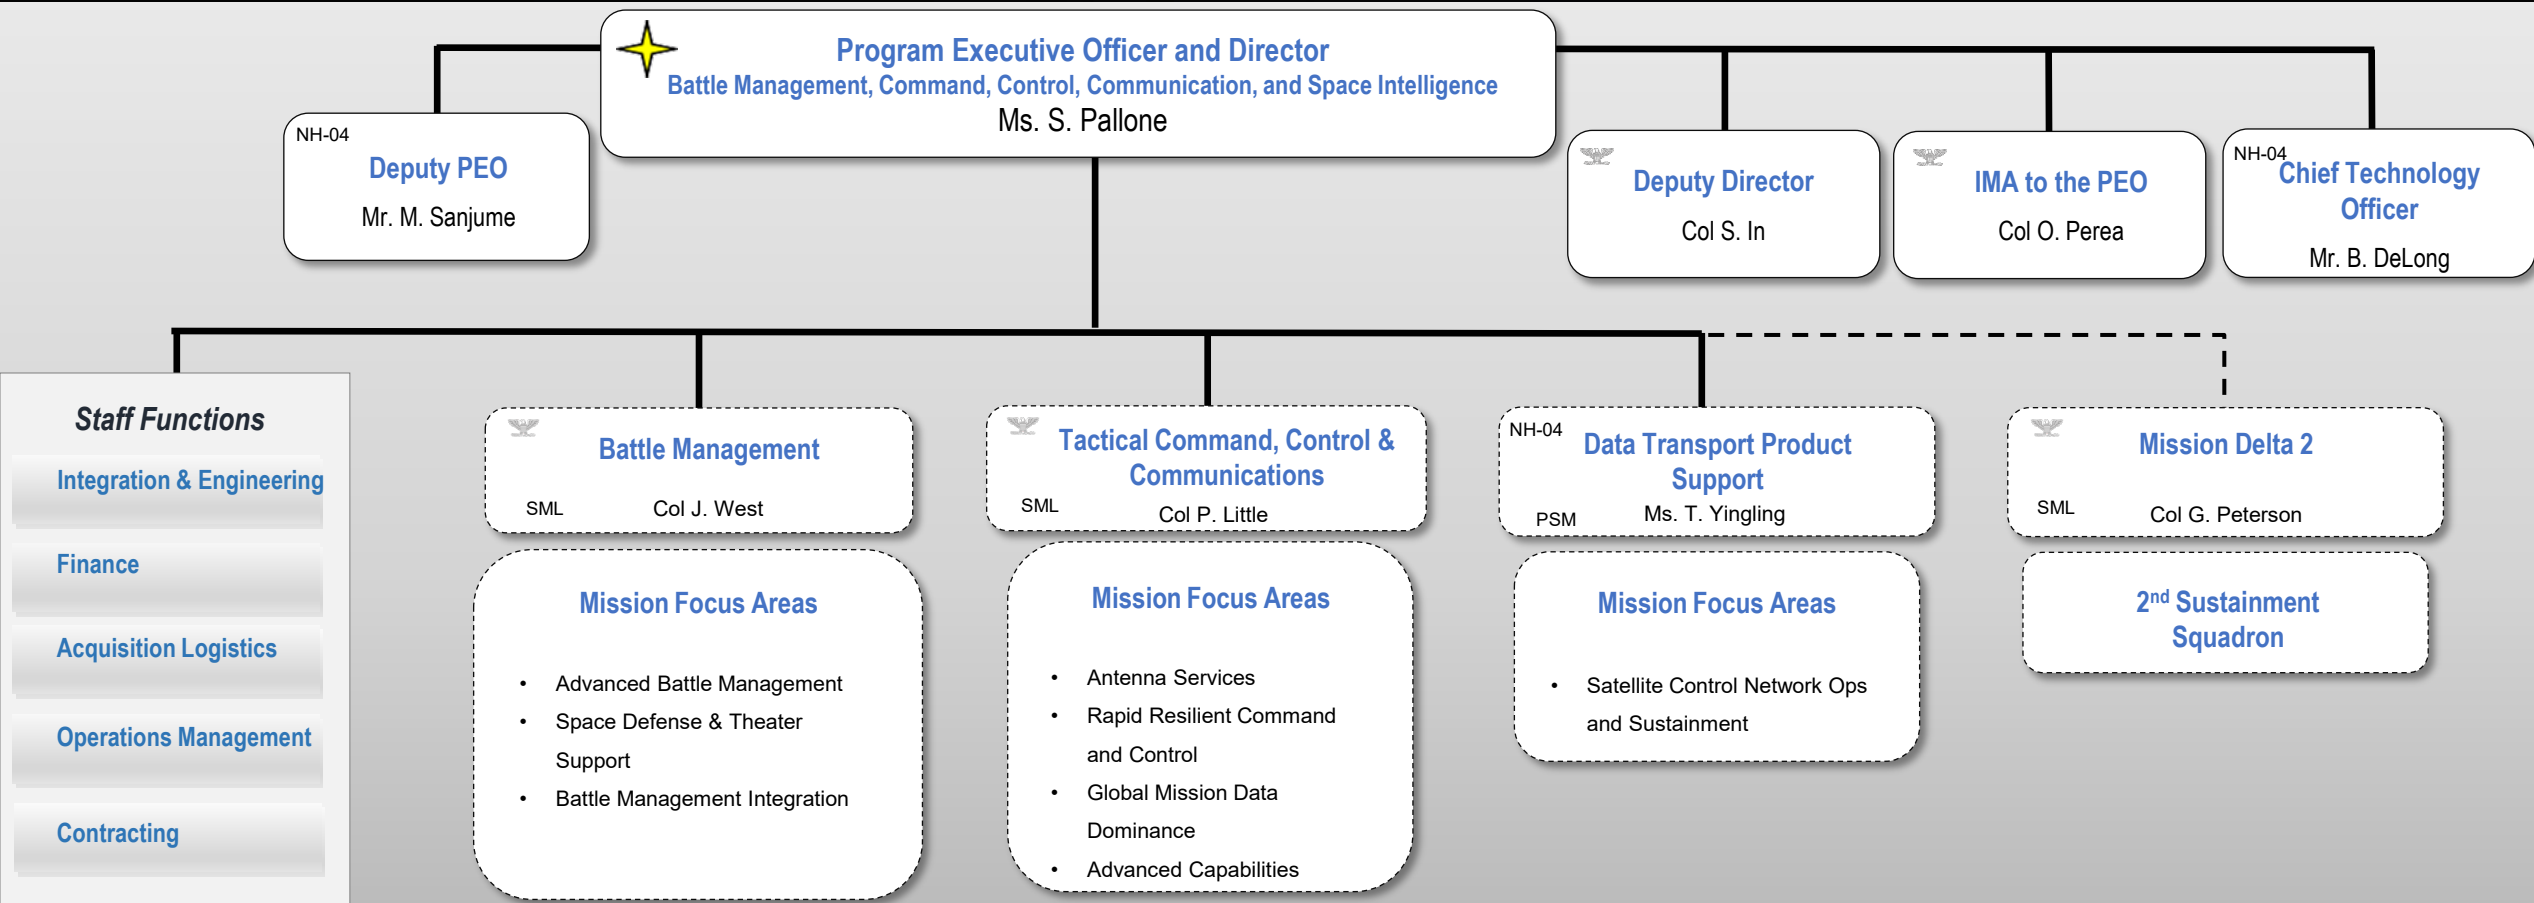 Program Executive Officer and Director
Battle Management, Command, Control, Communication, and Space Intelligence
Ms. S. Pallone
NH-04
Deputy PEO
Mr. M. Sanjume
Deputy Director
Col S. In
IMA to the PEO
Col O. Perea
NH-04
Chief Technology
Officer
Mr. B. DeLong
Staff Functions
Integration & Engineering
Finance
Acquisition Logistics
Operations Management
Contracting
Battle Management
SML
Col J. West
Mission Focus Areas
• Advanced Battle Management
• Space Defense & Theater
Support
• Battle Management Integration
Tactical Command, Control &
Communications
SML
Col P. Little
Mission Focus Areas
• Antenna Services
• Rapid Resilient Command
and Control
• Global Mission Data
Dominance
• Advanced Capabilities
NH-04
Data Transport Product
Support
PSM
Ms. T. Yingling
Mission Focus Areas
• Satellite Control Network Ops
and Sustainment
Mission Delta 2
SML
Col G. Peterson
2nd Sustainment
Squadron